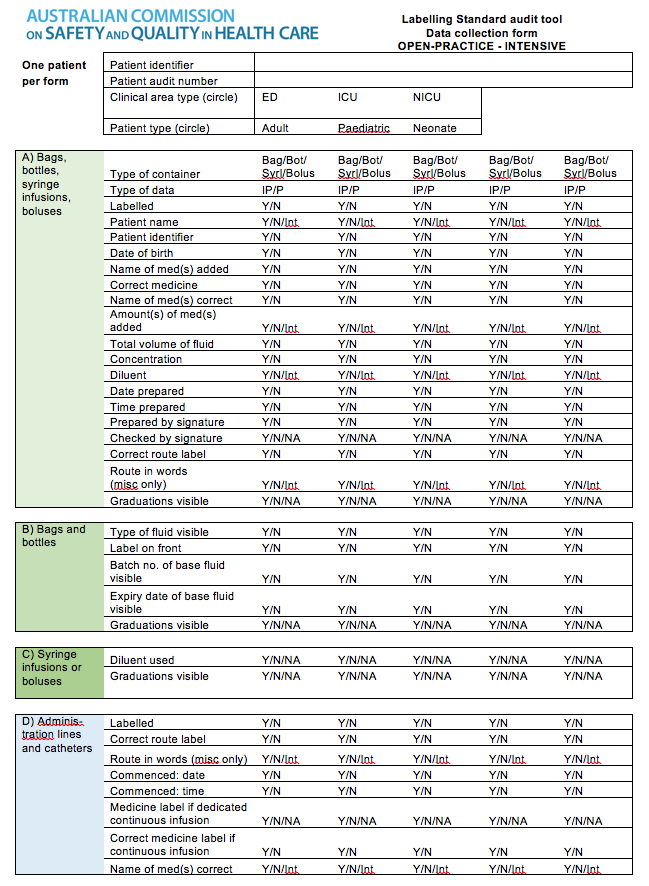 AUSTRALIAN COMMISSION
ON SAFETY AND QUALITY IN HEALTH CARE
Labelling Standard audit tool
Data collection form
OPEN-PRACTICE - INTENSIVE
One patient
per form
Patient identifier
Patient audit number
Clinical area type (circle) ED ICU NICU
Patient type (circle) Adult Paediatric Neonate
A) Bags,
bottles,
syringe
infusions,
boluses
Bag/Bot/ Bag/Bot/ Bag/Bot/ Bag/Bot/ Bag/Bot/
Type of container SyrI/Bolus SyrI/Bolus SyrI/Bolus SyrI/Bolus SyrI/Bolus
Type of data IP/P IP/P IP/P IP/P IP/P
Labelled Y/N Y/N Y/N Y/N Y/N
Patient name Y/N/Int Y/N/Int Y/N/Int Y/N/Int Y/N/Int
Patient identifier Y/N Y/N Y/N Y/N Y/N
Date of birth Y/N Y/N Y/N Y/N Y/N
Name of med(s) added Y/N Y/N Y/N Y/N Y/N
Correct medicine Y/N Y/N Y/N Y/N Y/N
Name of med(s) correct Y/N Y/N Y/N Y/N Y/N
Amount(s) of med(s)
added Y/N/Int Y/N/Int Y/N/Int Y/N/Int Y/N/Int
Total volume of fluid Y/N Y/N Y/N Y/N Y/N
Concentration Y/N Y/N Y/N Y/N Y/N
Diluent Y/N/Int Y/N/Int Y/N/Int Y/N/Int Y/N/Int
Date prepared Y/N Y/N Y/N Y/N Y/N
Time prepared Y/N Y/N Y/N Y/N Y/N
Prepared by signature Y/N Y/N Y/N Y/N Y/N
Checked by signature Y/N/NA Y/N/NA Y/N/NA Y/N/NA Y/N/NA
Correct route label Y/N Y/N Y/N Y/N Y/N
Route in words
(misc only) Y/N/Int Y/N/Int Y/N/Int Y/N/Int Y/N/Int
Graduations visible Y/N/NA Y/N/NA Y/N/NA Y/N/NA Y/N/NA
B) Bags and
bottles
Type of fluid visible Y/N Y/N Y/N Y/N Y/N
Label on front Y/N Y/N Y/N Y/N Y/N
Batch no. of base fluid
visible Y/N Y/N Y/N Y/N Y/N
Expiry date of base fluid
visible Y/N Y/N Y/N Y/N Y/N
Graduations visible Y/N/NA Y/N/NA Y/N/NA Y/N/NA Y/N/NA
C) Syringe
infusions or
boluses
Diluent used Y/N/NA Y/N/NA Y/N/NA Y/N/NA Y/N/NA
Graduations visible Y/N/NA Y/N/NA Y/N/NA Y/N/NA Y/N/NA
D) Adminis-
tration lines
and catheters
Labelled Y/N Y/N Y/N Y/N Y/N
Correct route label Y/N Y/N Y/N Y/N Y/N
Route in words (misc only) Y/N/Int Y/N/Int Y/N/Int Y/N/Int Y/N/Int
Commenced: date Y/N Y/N Y/N Y/N Y/N
Commenced: time Y/N Y/N Y/N Y/N Y/N
Medicine label if dedicated
continuous infusion Y/N/NA Y/N/NA Y/N/NA Y/N/NA Y/N/NA
Correct medicine label if
continuous infusion Y/N Y/N Y/N Y/N Y/N
Name of med(s) correct Y/N/Int Y/N/Int Y/N/Int Y/N/Int Y/N/Int